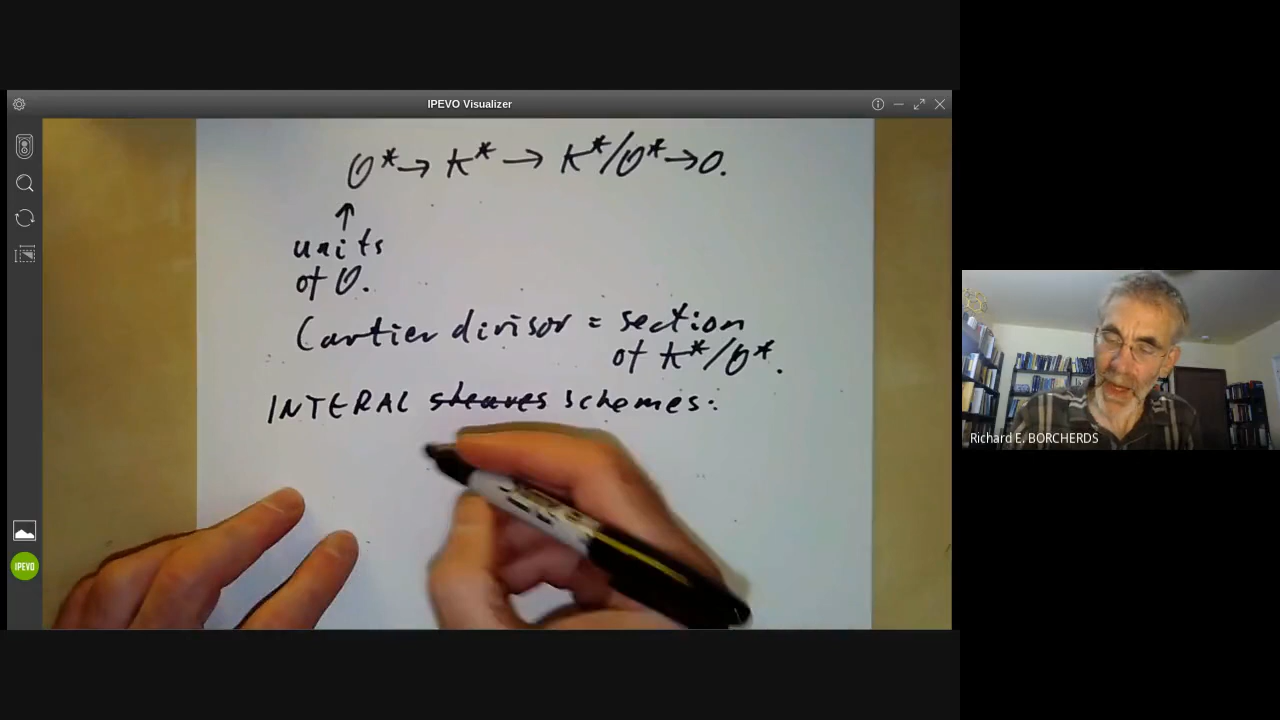 IPEVO Visualizer
O* → K* → K*/O* → 0.
↑
units
of O.
Cartier divisor = section
of K*/O*.
INTERAL sheaves schemes:
IPEVO
Richard E. BORCHERDS